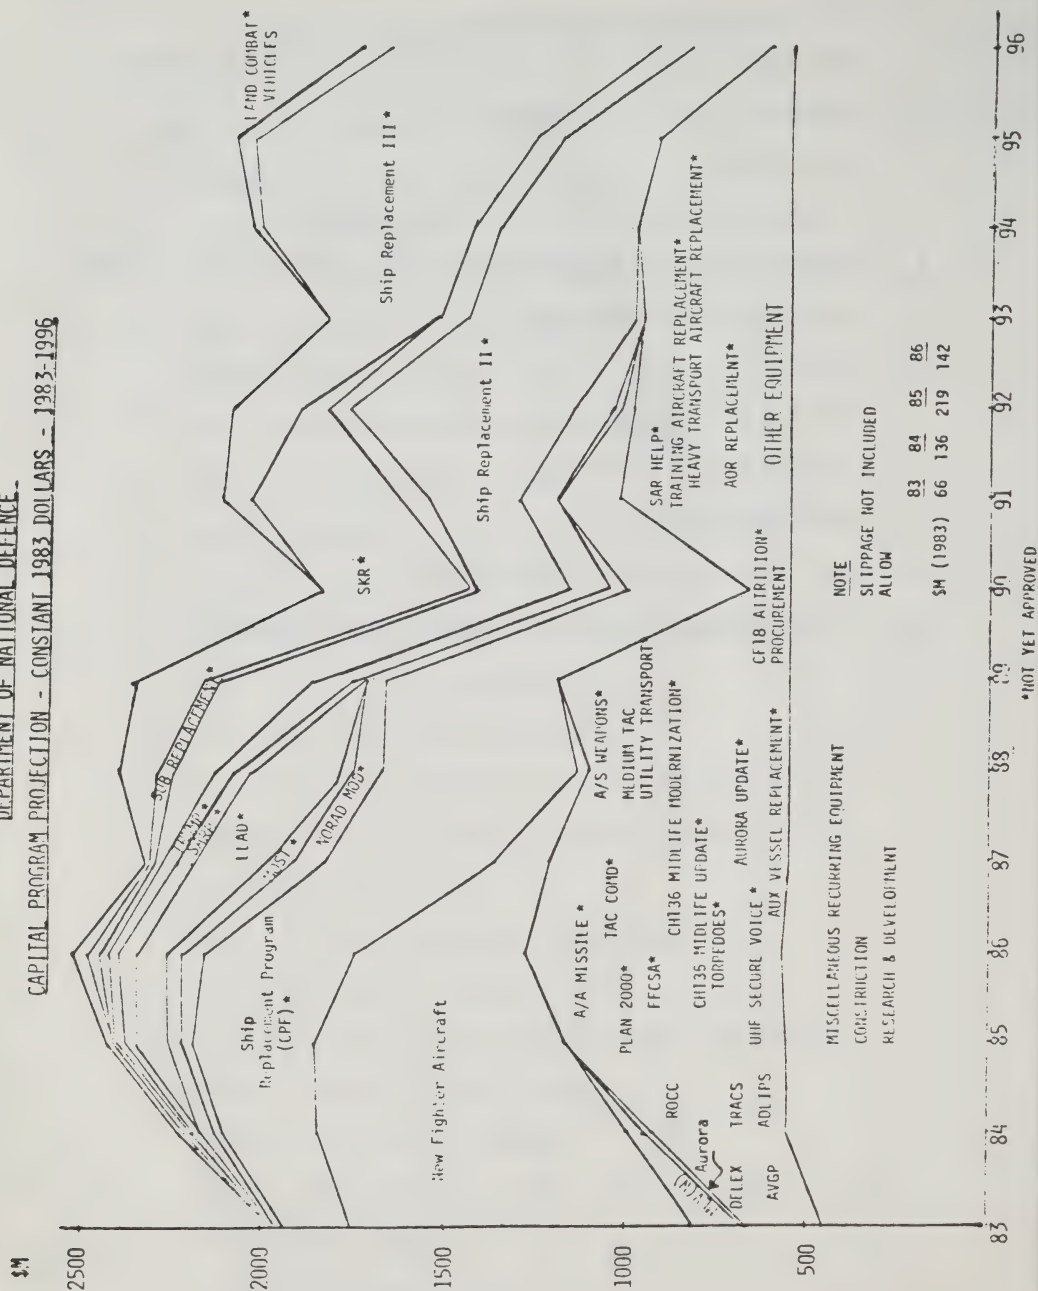 DEPARTMENT OF NATIONAL DEFENCE
CAPITAL PROGRAM PROJECTION - CONSTANT 1983 DOLLARS - 1983-1996
$M
2500
2000
1500
1000
500
LAND COMBAT*
VEHICLES
Ship Replacement III*
SKR*
Ship Replacement II*
SUB REPLACEMENT*
LLAD*
NORAD MOD*
Ship
Replacement Program
(CPF)*
New Fighter Aircraft
A/A MISSILE *
A/S WEAPONS*
PLAN 2000*
TAC COMD*
MEDIUM TAC
UTILITY TRANSPORT
FFCSA*
CH136 MIDLIFE MODERNIZATION*
SAR HELP*
TRAINING AIRCRAFT REPLACEMENT*
HEAVY TRANSPORT AIRCRAFT REPLACEMENT*
ROCC
CH135 MIDLIFE UPDATE*
TORPEDOES*
AOR REPLACEMENT*
Aurora
DELEX
TRACS
UHF SECURE VOICE *
AURORA UPDATE*
CF18 ATTRITION*
PROCUREMENT
OTHER EQUIPMENT
AVGP
ADLIPS
AUX VESSEL REPLACEMENT*
MISCELLANEOUS RECURRING EQUIPMENT
CONSTRUCTION
RESEARCH & DEVELOPMENT
NOTE
SLIPPAGE NOT INCLUDED
ALLOW
83 84 85 86
$M (1983) 66 136 219 142
83 84 85 86 87 88 89 90 91 92 93 94 95 96
*NOT YET APPROVED